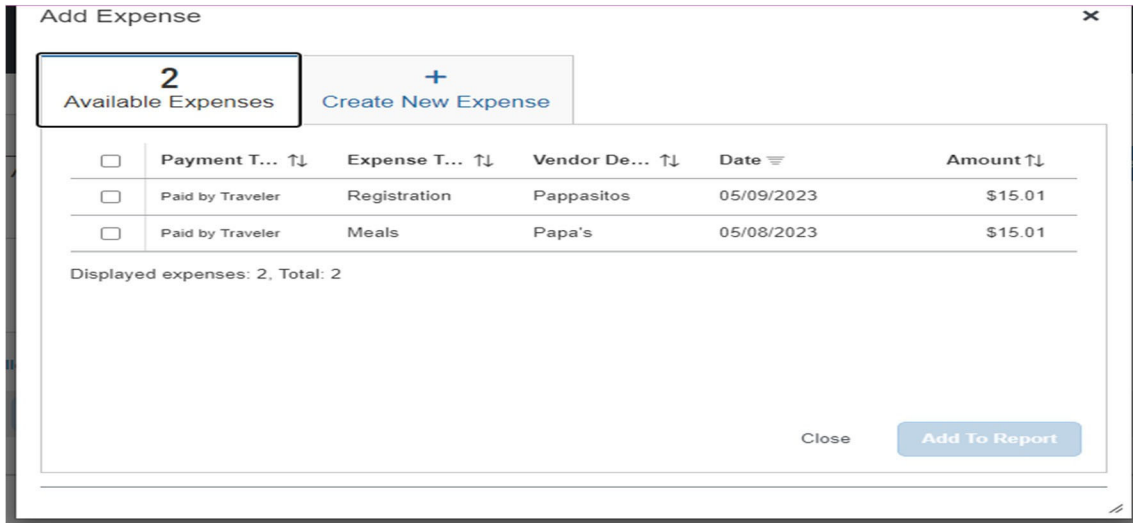 Add Expense ×
2
Available Expenses
+
Create New Expense
Payment T... Expense T... Vendor De... Date Amount
Paid by Traveler Registration Pappasitos 05/09/2023 $15.01
Paid by Traveler Meals Papa's 05/08/2023 $15.01
Displayed expenses: 2, Total: 2
Close Add To Report